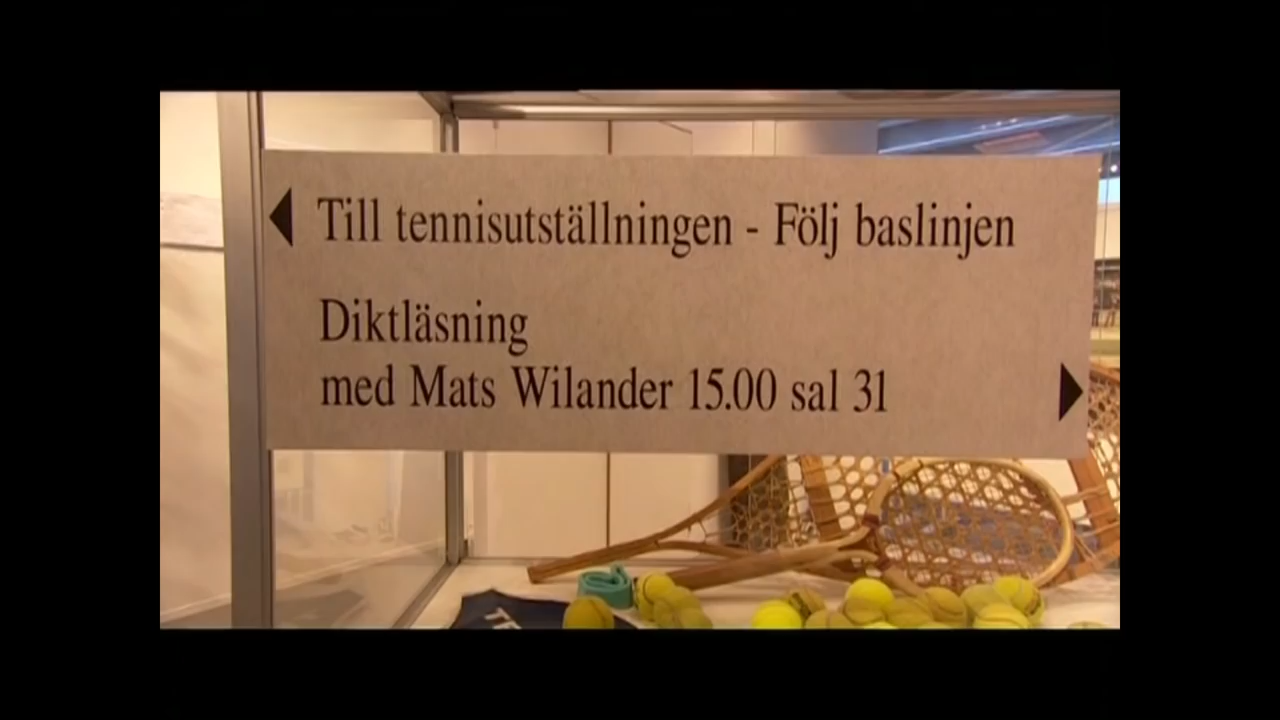 Till tennisutställningen - Följ baslinjen
Diktläsning
med Mats Wilander 15.00 sal 31